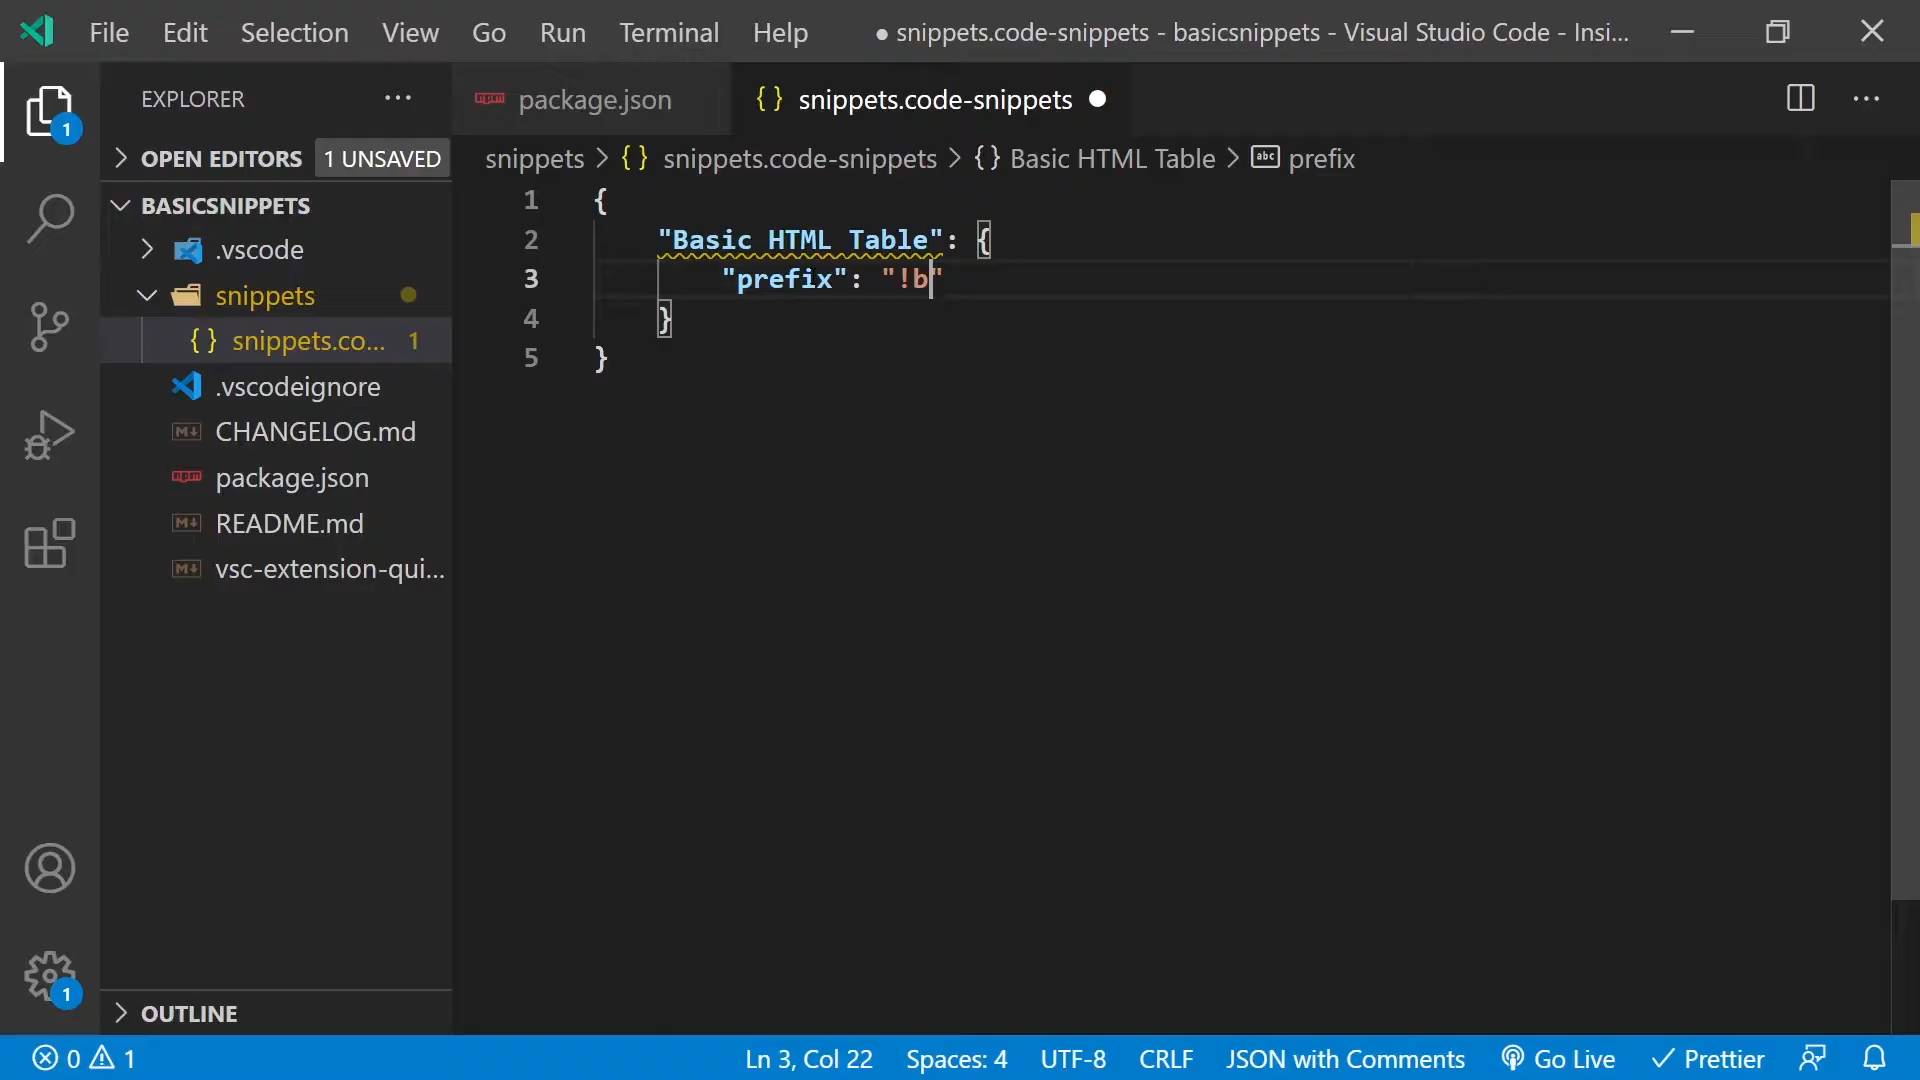 File Edit Selection View Go Run Terminal Help ● snippets.code-snippets - basicsnippets - Visual Studio Code - Insi...
EXPLORER ...
1
OPEN EDITORS 1 UNSAVED
BASICSNIPPETS
.vscode
snippets
{ } snippets.co... 1
.vscodeignore
CHANGELOG.md
package.json
README.md
vsc-extension-qui...
OUTLINE
1
package.json
{ } snippets.code-snippets ●
snippets > { } snippets.code-snippets > { } Basic HTML Table > abc prefix
1 {
2 "Basic HTML Table": {
3 "prefix": "!b"
4 }
5 }
0 1 Ln 3, Col 22 Spaces: 4 UTF-8 CRLF JSON with Comments Go Live Prettier